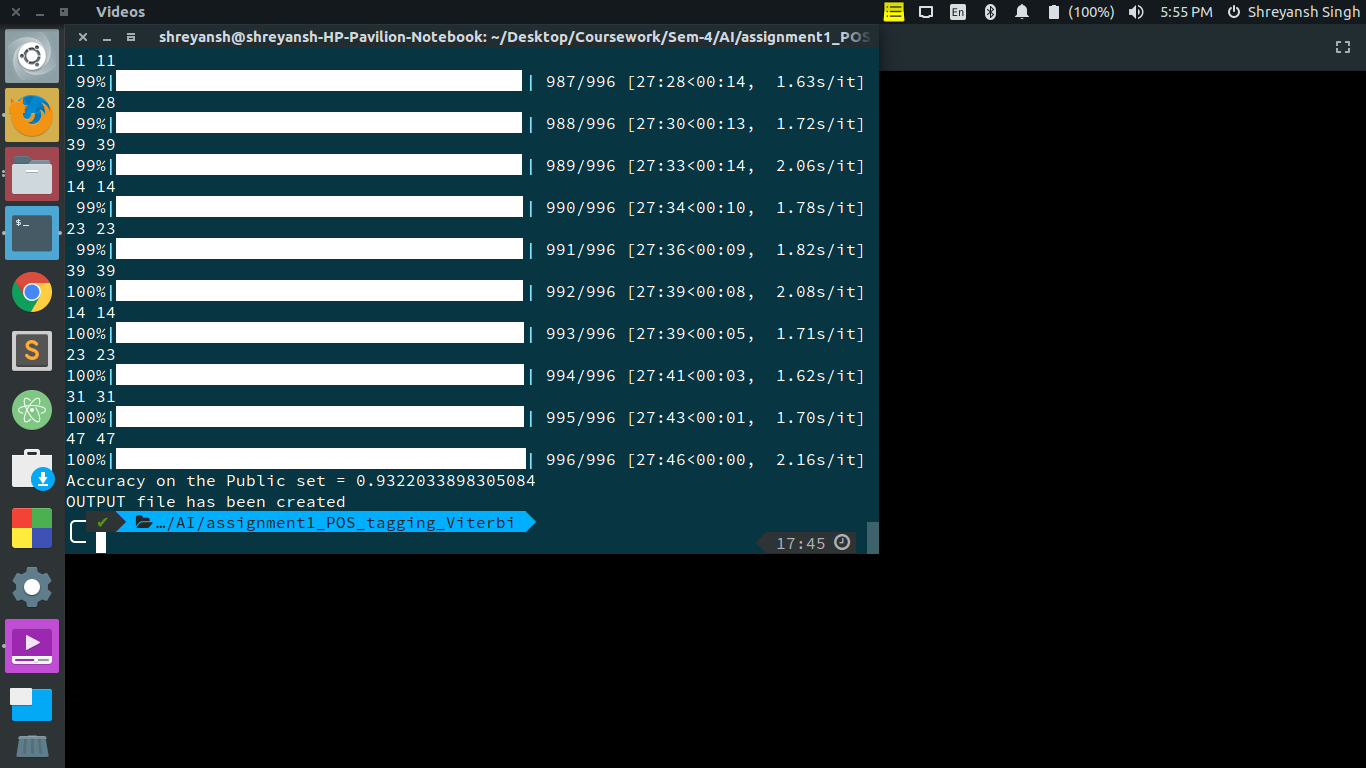 Videos
En
(100%)
5:55 PM
Shreyansh Singh
shreyansh@shreyansh-HP-Pavilion-Notebook: ~/Desktop/Coursework/Sem-4/AI/assignment1_POS
11 11
99%| | 987/996 [27:28<00:14, 1.63s/it]
28 28
99%| | 988/996 [27:30<00:13, 1.72s/it]
39 39
99%| | 989/996 [27:33<00:14, 2.06s/it]
14 14
99%| | 990/996 [27:34<00:10, 1.78s/it]
23 23
99%| | 991/996 [27:36<00:09, 1.82s/it]
39 39
100%| | 992/996 [27:39<00:08, 2.08s/it]
14 14
100%| | 993/996 [27:39<00:05, 1.71s/it]
23 23
100%| | 994/996 [27:41<00:03, 1.62s/it]
31 31
100%| | 995/996 [27:43<00:01, 1.70s/it]
47 47
100%| | 996/996 [27:46<00:00, 2.16s/it]
Accuracy on the Public set = 0.9322033898305084
OUTPUT file has been created
✔ …/AI/assignment1_POS_tagging_Viterbi
17:45
S
$_